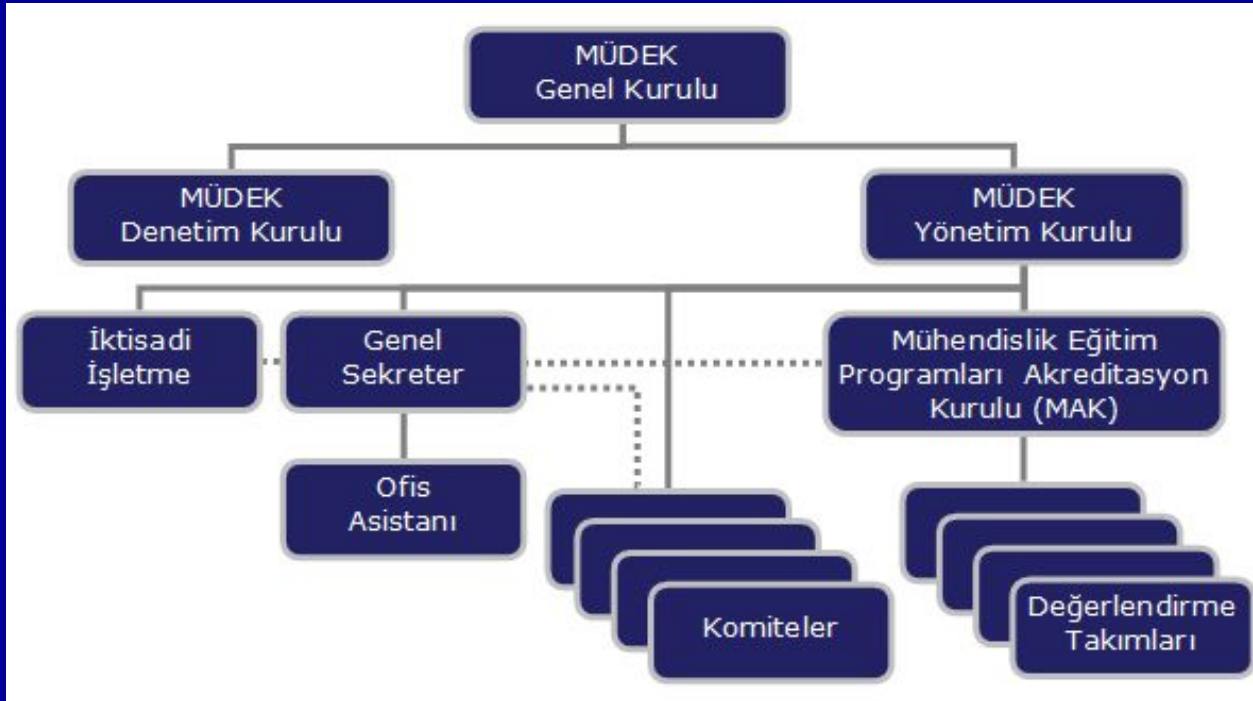 MÜDEK
Genel Kurulu
MÜDEK
Denetim Kurulu
MÜDEK
Yönetim Kurulu
İktisadi
İşletme
Genel
Sekreter
Mühendislik Eğitim
Programları Akreditasyon
Kurulu (MAK)
Ofis
Asistanı
Komiteler
Değerlendirme
Takımları